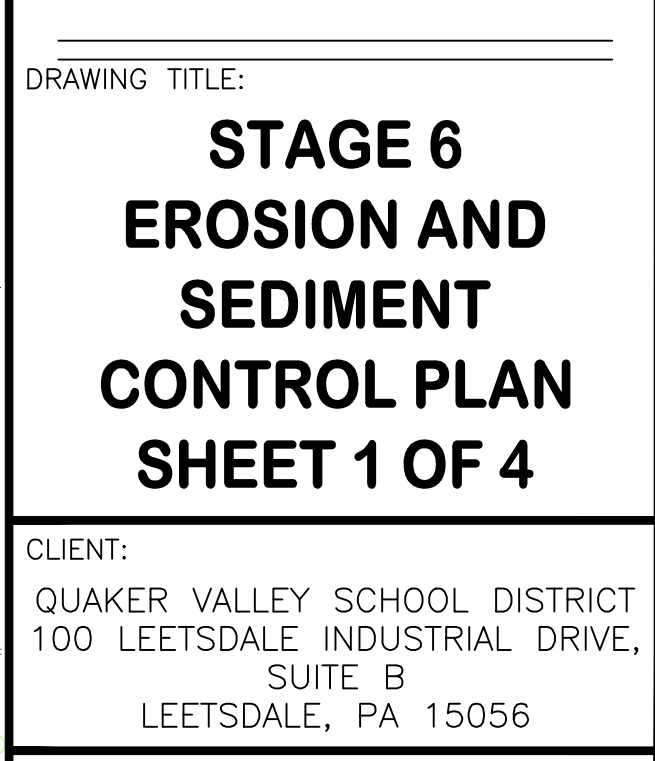 DRAWING TITLE:
STAGE 6
EROSION AND
SEDIMENT
CONTROL PLAN
SHEET 1 OF 4
CLIENT:
QUAKER VALLEY SCHOOL DISTRICT
100 LEETSDALE INDUSTRIAL DRIVE,
SUITE B
LEETSDALE, PA 15056